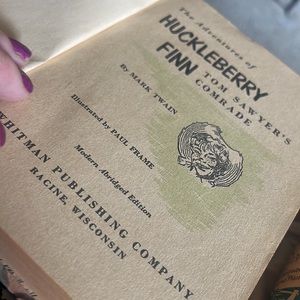 The Adventures of
HUCKLEBERRY
FINN
TOM SAWYER'S
COMRADE
By MARK TWAIN
Illustrated by PAUL FRAME
Modern Abridged Edition
WHITMAN PUBLISHING COMPANY
RACINE, WISCONSIN